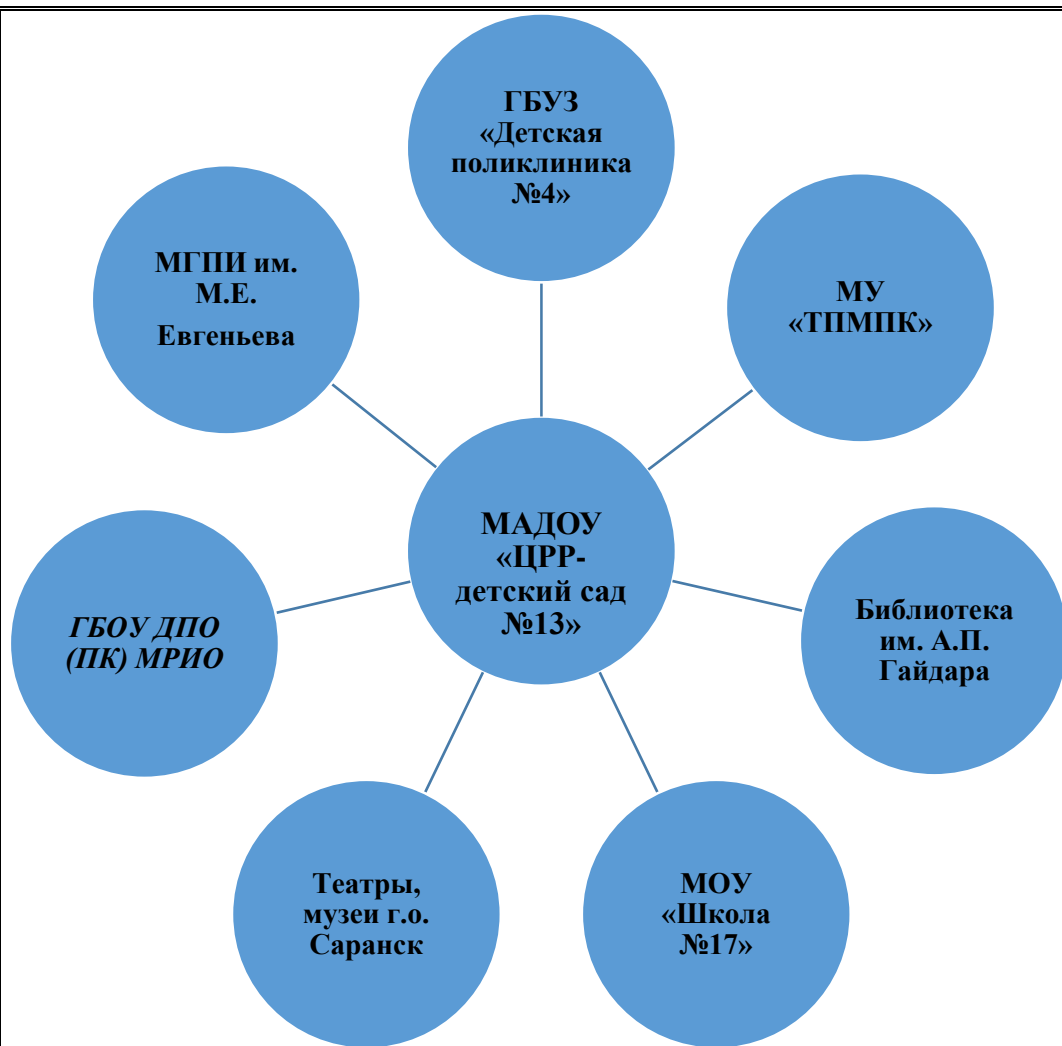 ГБУЗ
«Детская
поликлиника
№4»
МГПИ им.
М.Е.
Евгеньева
МУ
«ТПМПК»
МАДОУ
«ЦРР-
детский сад
№13»
ГБОУ ДПО
(ПК) МРИО
Библиотека
им. А.П.
Гайдара
Театры,
музеи г.о.
Саранск
МОУ
«Школа
№17»